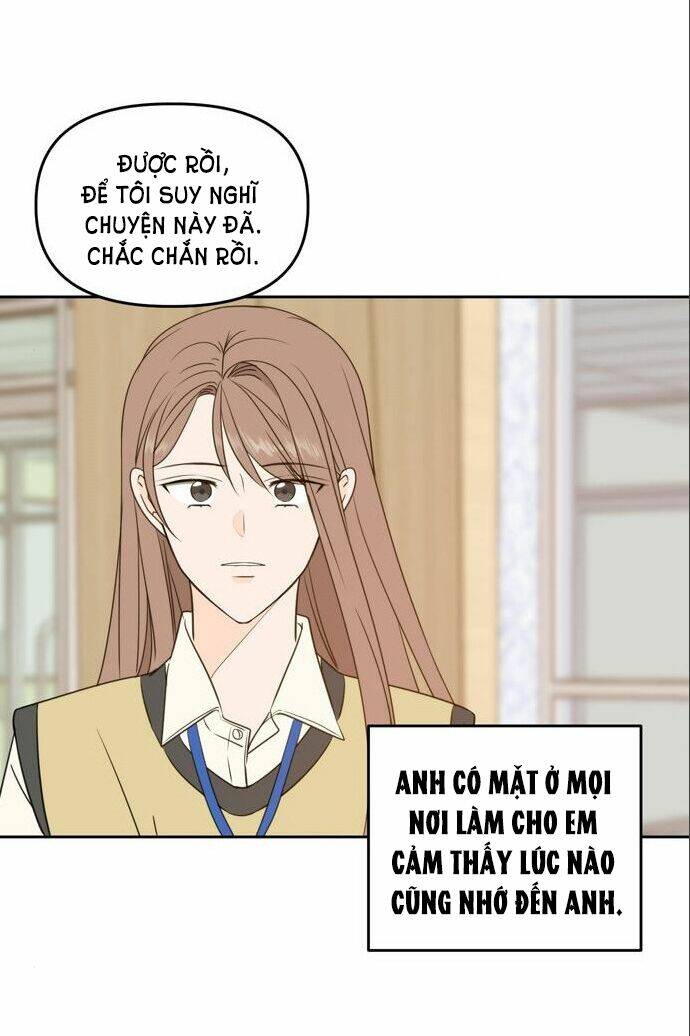 ĐƯỢC RỒI,
ĐỂ TÔI SUY NGHĨ
CHUYỆN NÀY ĐÃ.
CHẮC CHẮN RỒI.
ANH CÓ MẶT Ở MỌI
NƠI LÀM CHO EM
CẢM THẤY LÚC NÀO
CŨNG NHỚ ĐẾN ANH.